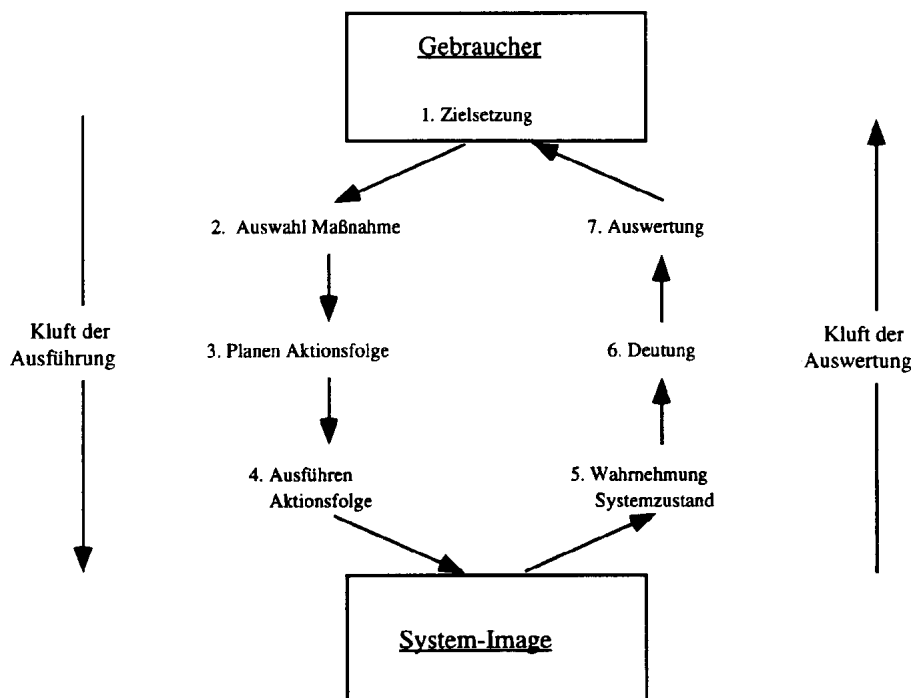 Gebraucher
1. Zielsetzung
2. Auswahl Maßnahme
7. Auswertung
Kluft der
Ausführung
3. Planen Aktionsfolge
6. Deutung
Kluft der
Auswertung
4. Ausführen
Aktionsfolge
5. Wahrnehmung
Systemzustand
System-Image